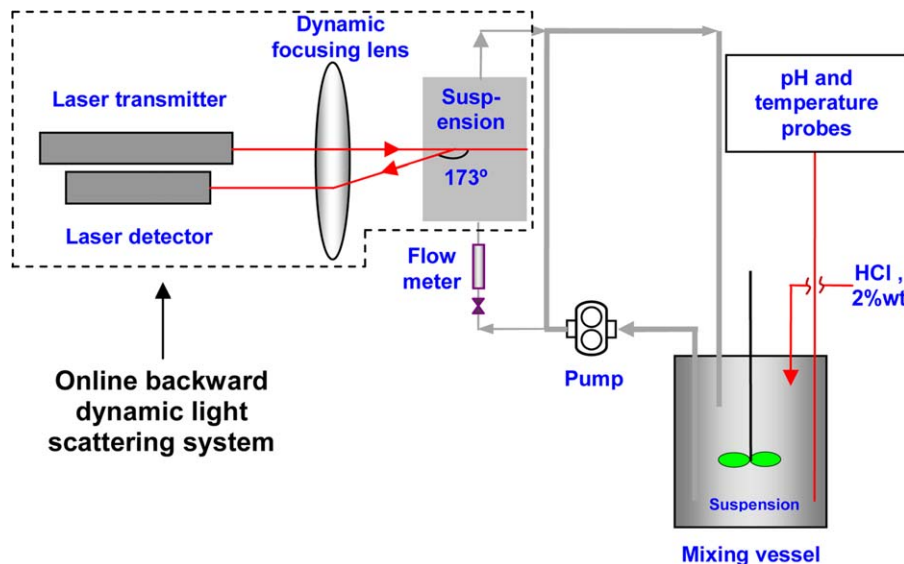 Dynamic
focusing lens
Laser transmitter
Susp-
ension
173º
Laser detector
Flow
meter
pH and
temperature
probes
HCl ,
2%wt
Pump
Online backward
dynamic light
scattering system
Suspension
Mixing vessel